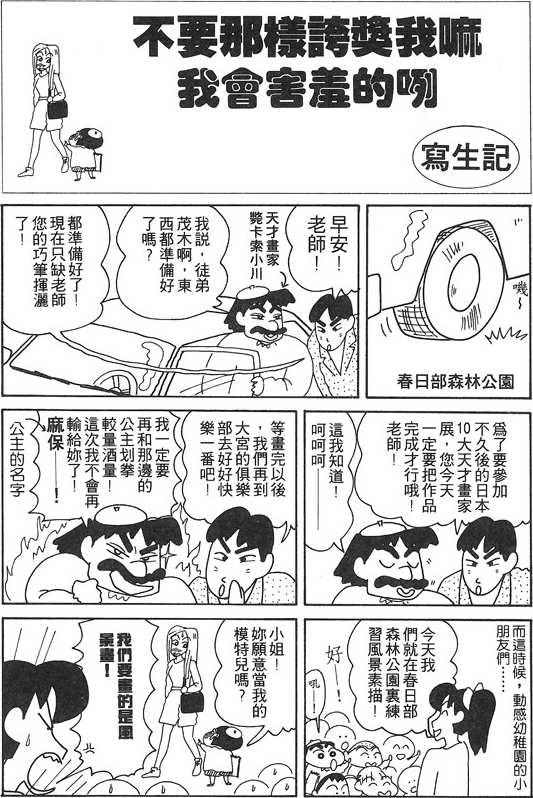 不要那樣誇獎我嘛
我會害羞的咧
寫生記
嘰~
春日部森林公園
早安!
老師!
天才畫家
斃卡索小川
我說,徒弟
茂木啊,東
西都準備好
了嗎?
都準備好了!
現在只缺老師
您的巧筆揮灑
了!
為了要參加
不久後的日本
10大天才畫家
展,您今天
一定要把作品
完成才行哦!
老師!
這我知道!
呵呵呵!
等畫完以後
,我們再到
大宮的俱樂
部去好好快
樂一番吧!
我一定要
再和那邊的
公主划拳
較量酒量!
這次我不會再
輸給妳了!
麻保——!
公主的名字
而這時候,動感幼稚園的小
朋友們……
今天我
們就在春日部
森林公園裏練
習風景素描!
好——!
吼!
小姐!
妳願意當我的
模特兒嗎?
我們要畫的是風
景畫!